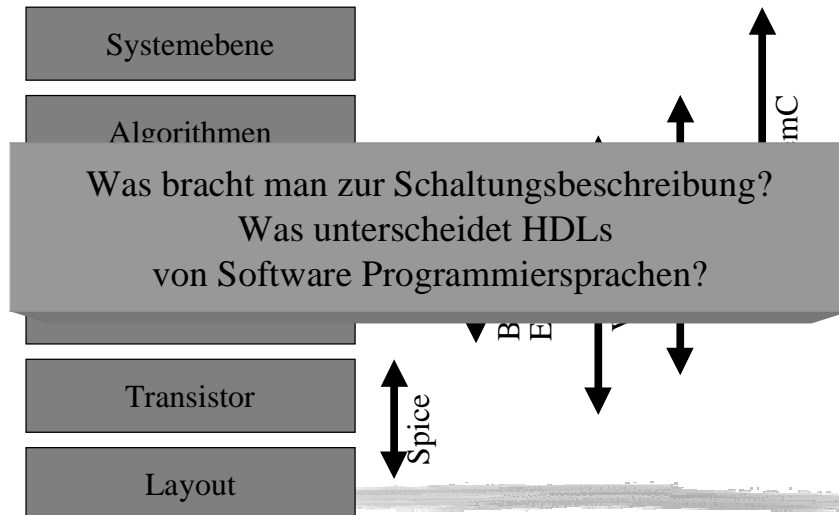 Systemebene
Algorithmen
Was bracht man zur Schaltungsbeschreibung?
Was unterscheidet HDLs
von Software Programmiersprachen?
Transistor
Spice
Layout